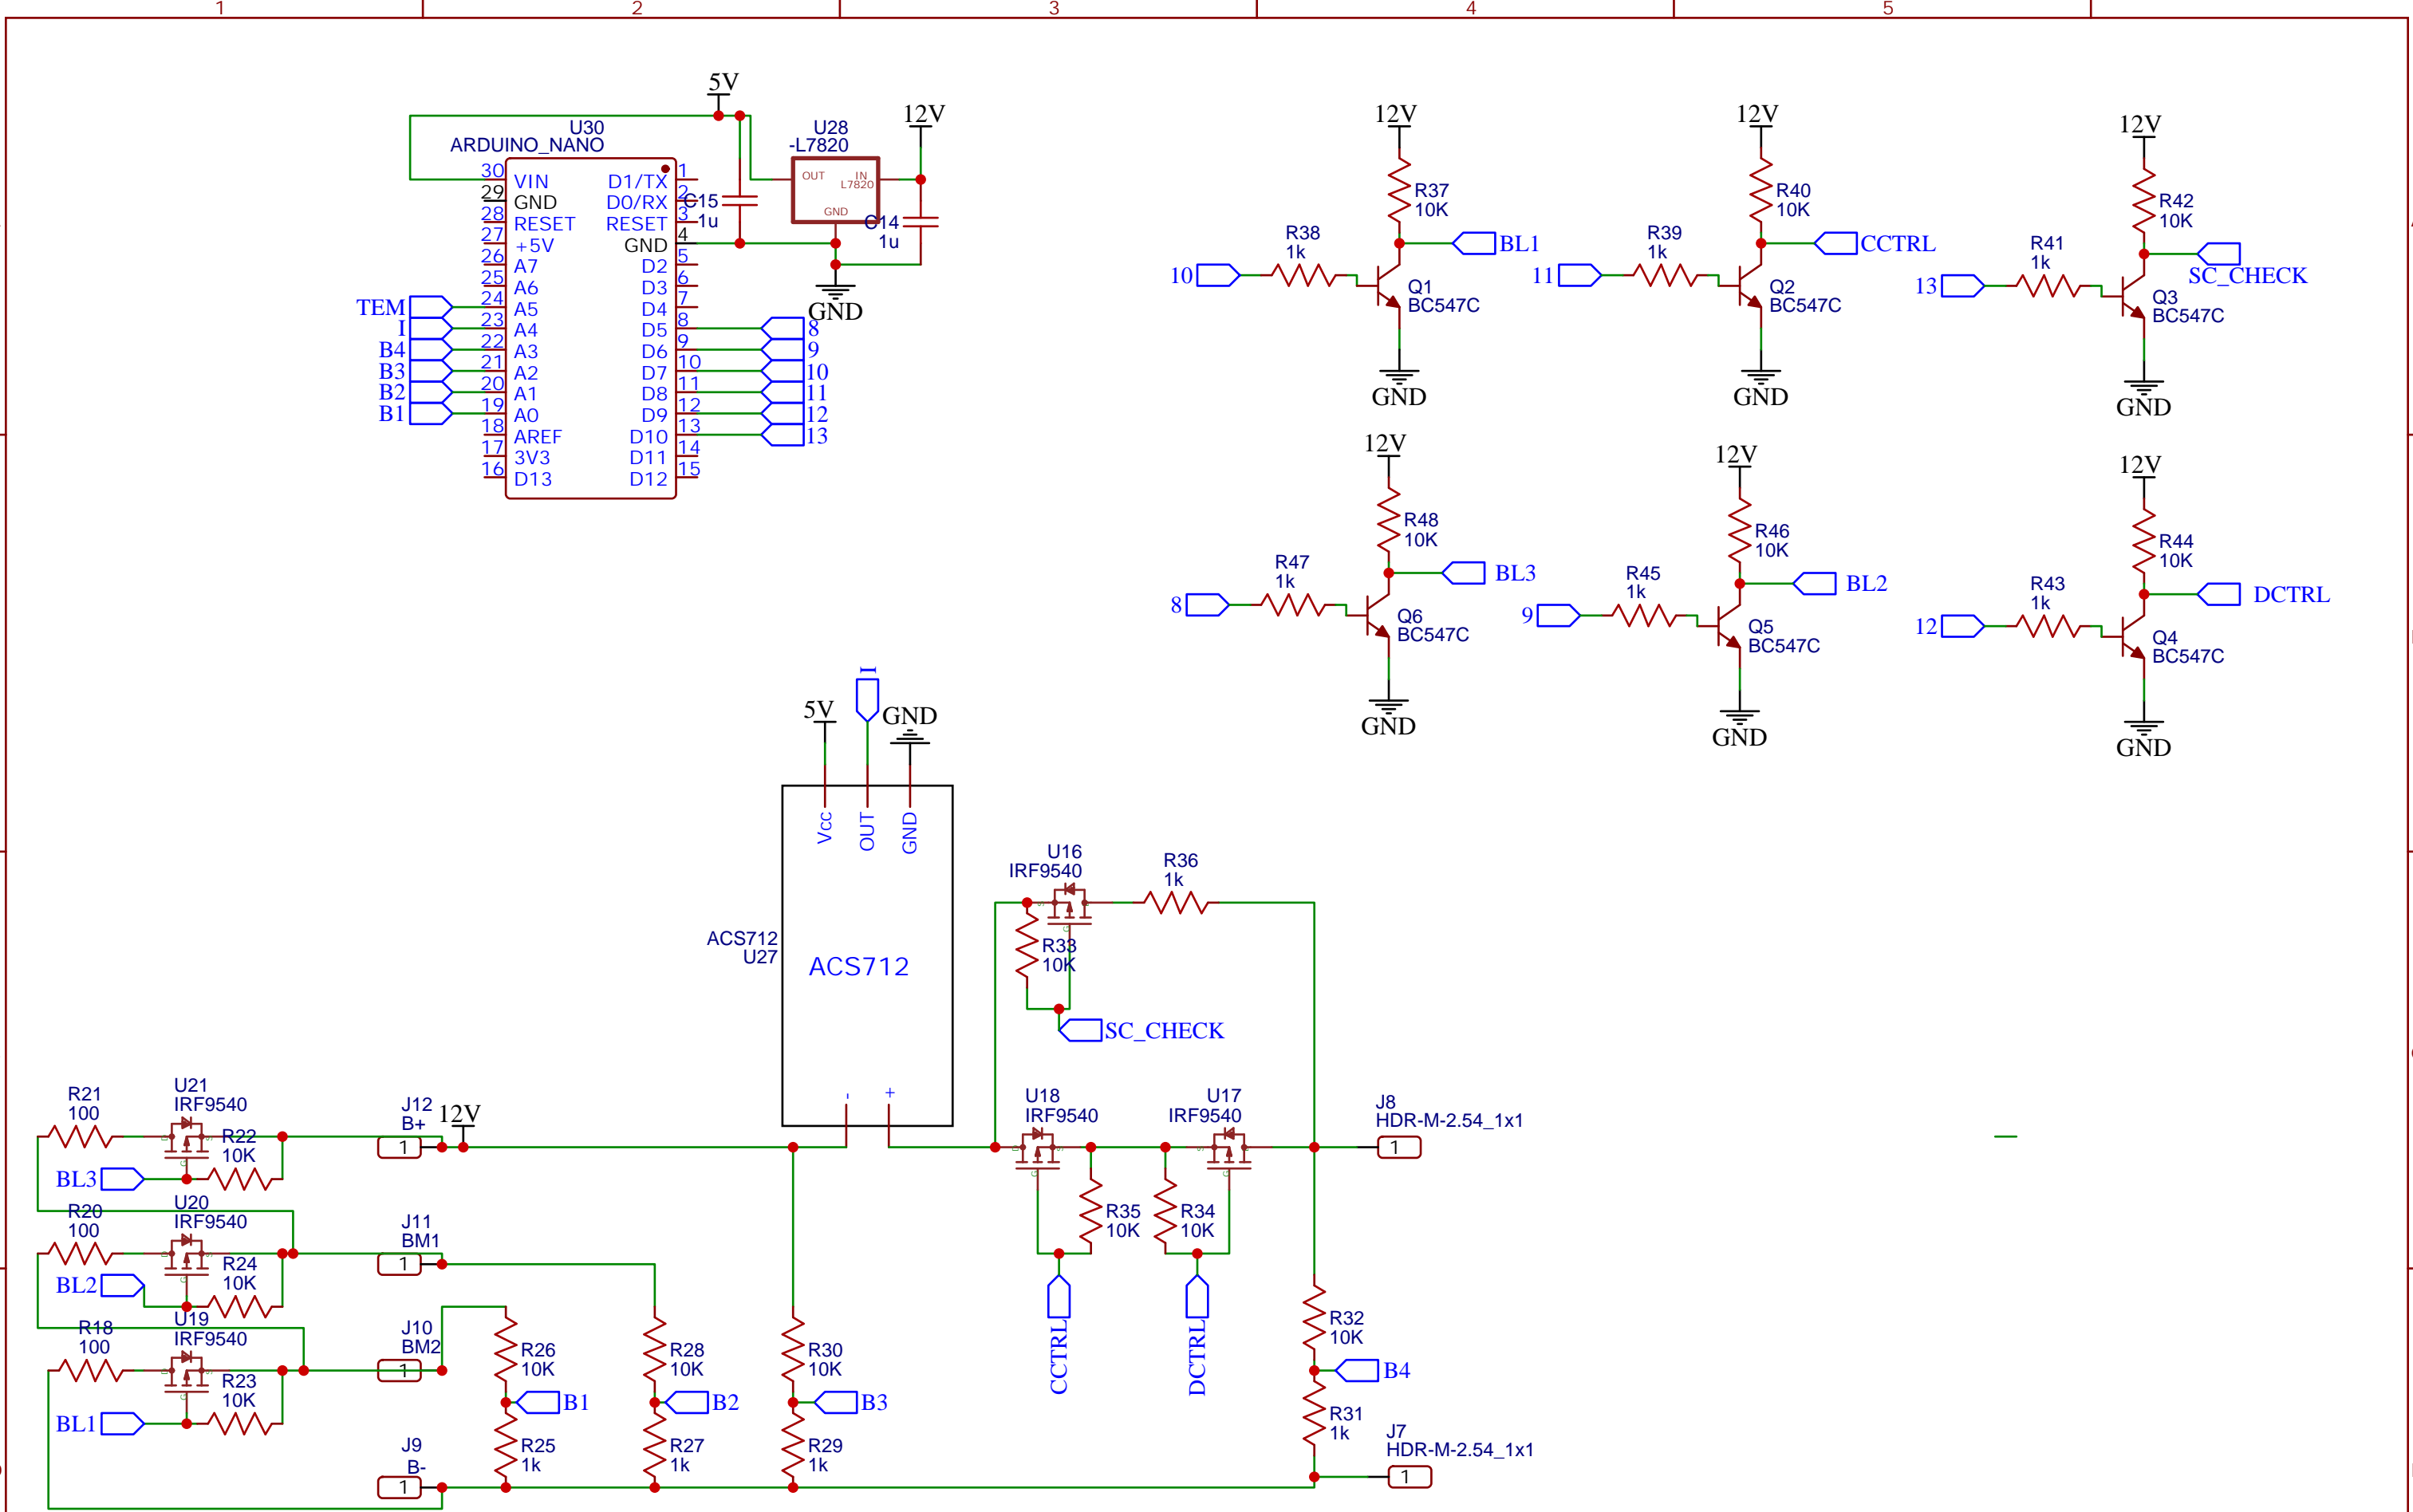 1 2 3 4 5
5V
U30
ARDUINO_NANO
30 VIN D1/TX 1
29 GND D0/RX 2
28 RESET RESET 3
27 +5V GND 4
26 A7 D2 5
25 A6 D3 6
TEM 24 A5 D4 7
I 23 A4 D5 8 8
B4 22 A3 D6 9 9
B3 21 A2 D7 10 10
B2 20 A1 D8 11 11
B1 19 A0 D9 12 12
18 AREF D10 13 13
17 3V3 D11 14
16 D13 D12 15
C15
1u
U28
-L7820
OUT IN
L7820
GND
12V
C14
1u
GND
12V
R37
10K
R38
1k
10
BL1
Q1
BC547C
GND
12V
R40
10K
R39
1k
11
CCTRL
Q2
BC547C
GND
12V
R42
10K
R41
1k
13
SC_CHECK
Q3
BC547C
GND
12V
R48
10K
R47
1k
8
BL3
Q6
BC547C
GND
12V
R46
10K
R45
1k
9
BL2
Q5
BC547C
GND
12V
R44
10K
R43
1k
12
DCTRL
Q4
BC547C
GND
5V I GND
Vcc OUT GND
ACS712
U27
ACS712
- +
U16
IRF9540
S
G
R36
1k
R33
10K
SC_CHECK
U18
IRF9540
D S
G
U17
IRF9540
S D
G
R35
10K
R34
10K
CCTRL
DCTRL
J8
HDR-M-2.54_1x1
1
R32
10K
B4
R31
1k
J7
HDR-M-2.54_1x1
1
R21
100
U21
IRF9540
D S
G
R22
10K
BL3
J12
B+
1
12V
R20
100
U20
IRF9540
D S
G
R24
10K
BL2
J11
BM1
1
R18
100
U19
IRF9540
D S
G
R23
10K
BL1
J10
BM2
1
J9
B-
1
R26
10K
B1
R25
1k
R28
10K
B2
R27
1k
R30
10K
B3
R29
1k